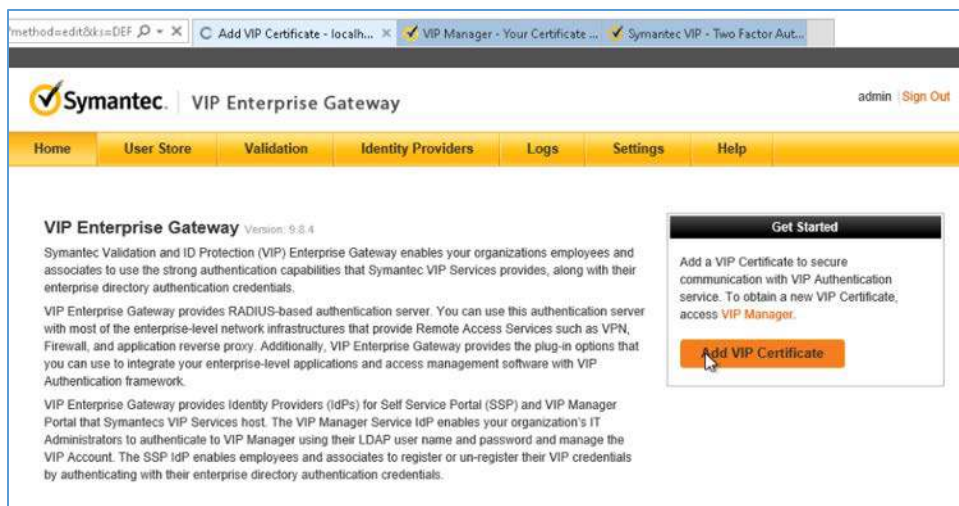 method=edit&ks=DEF
Add VIP Certificate - localh...
VIP Manager - Your Certificate ...
Symantec VIP - Two Factor Aut...
Symantec. VIP Enterprise Gateway
admin Sign Out
Home User Store Validation Identity Providers Logs Settings Help
VIP Enterprise Gateway Version: 9.8.4
Symantec Validation and ID Protection (VIP) Enterprise Gateway enables your organizations employees and
associates to use the strong authentication capabilities that Symantec VIP Services provides, along with their
enterprise directory authentication credentials.
VIP Enterprise Gateway provides RADIUS-based authentication server. You can use this authentication server
with most of the enterprise-level network infrastructures that provide Remote Access Services such as VPN,
Firewall, and application reverse proxy. Additionally, VIP Enterprise Gateway provides the plug-in options that
you can use to integrate your enterprise-level applications and access management software with VIP
Authentication framework.
VIP Enterprise Gateway provides Identity Providers (IdPs) for Self Service Portal (SSP) and VIP Manager
Portal that Symantecs VIP Services host. The VIP Manager Service IdP enables your organization's IT
Administrators to authenticate to VIP Manager using their LDAP user name and password and manage the
VIP Account. The SSP IdP enables employees and associates to register or un-register their VIP credentials
by authenticating with their enterprise directory authentication credentials.
Get Started
Add a VIP Certificate to secure
communication with VIP Authentication
service. To obtain a new VIP Certificate,
access VIP Manager.
Add VIP Certificate